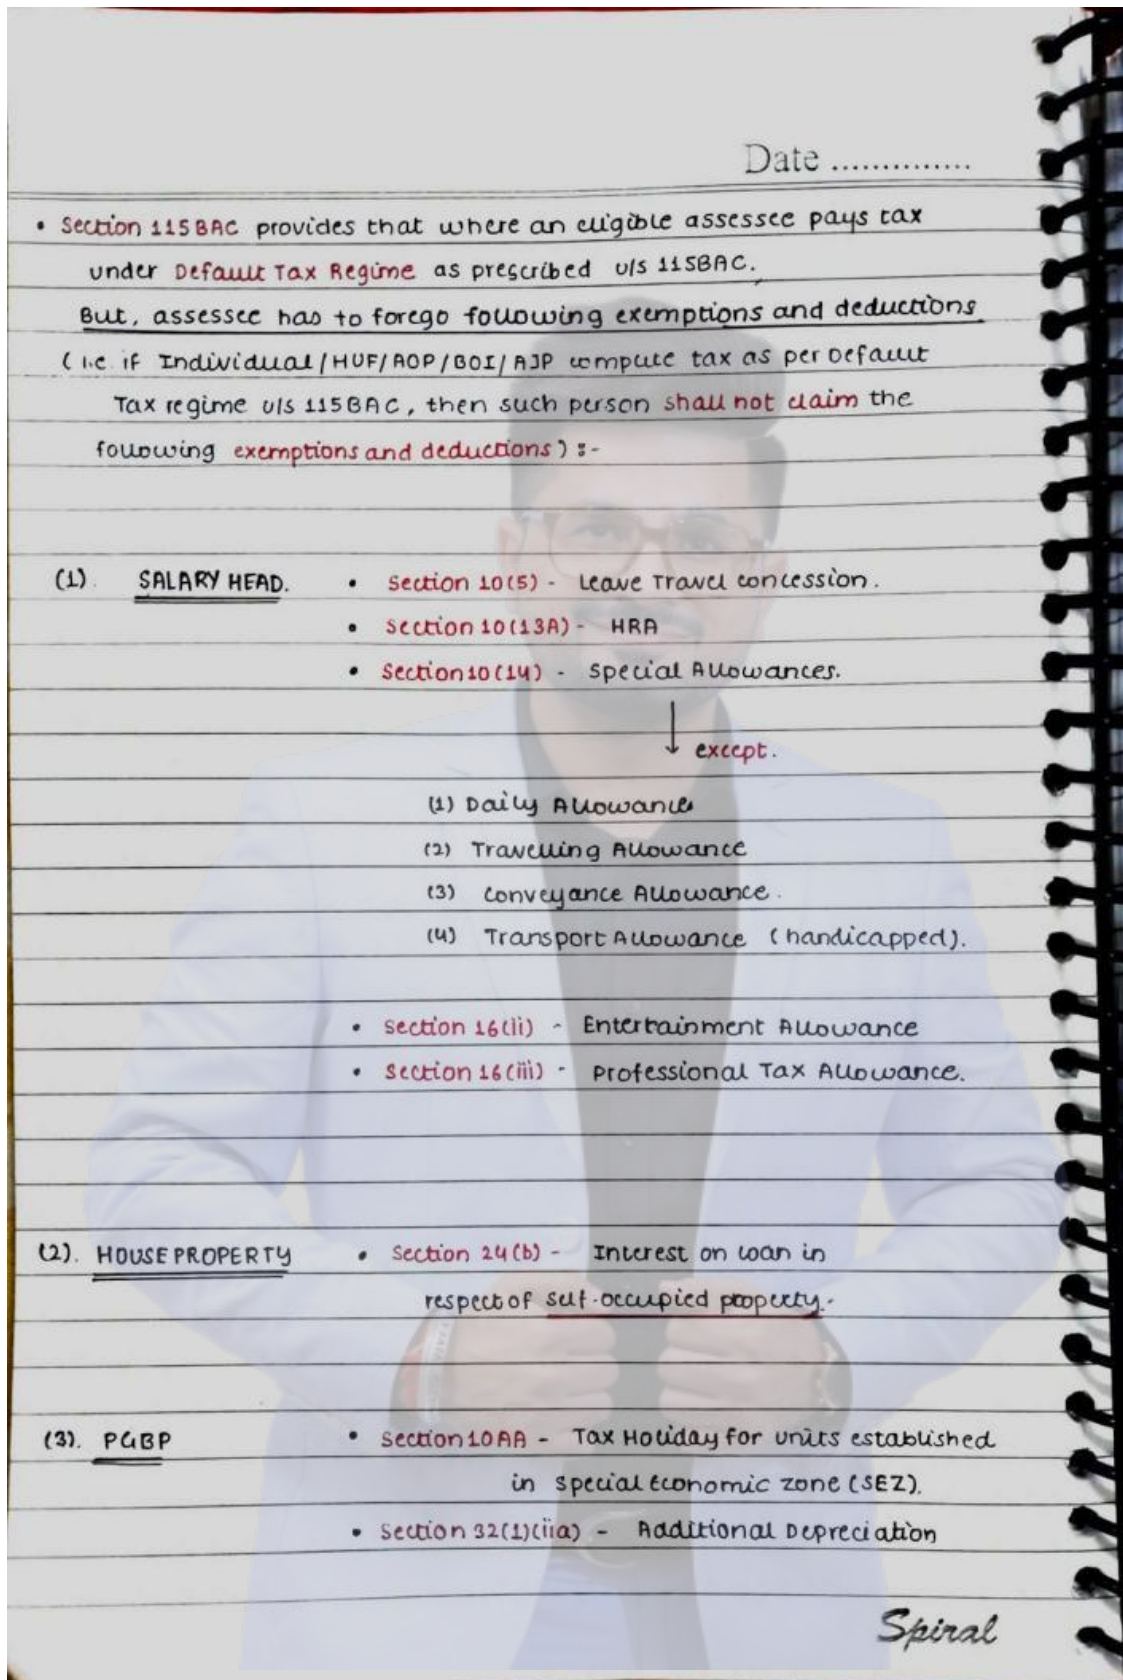 Date ..............
• Section 115BAC provides that where an eligible assessee pays tax
under Default Tax Regime as prescribed u/s 115BAC.
But, assessee has to forego following exemptions and deductions
(i.e. if Individual/HUF/AOP/BOI/AJP compute tax as per Default
Tax regime u/s 115BAC, then such person shall not claim the
following exemptions and deductions) :-
(1). SALARY HEAD. • Section 10(5) - Leave Travel concession.
• Section 10(13A) - HRA
• Section 10(14) - Special Allowances.
↓ except.
(1) Daily Allowance
(2) Travelling Allowance
(3) Conveyance Allowance.
(4) Transport Allowance (handicapped).
• Section 16(ii) - Entertainment Allowance
• Section 16(iii) - Professional Tax Allowance.
(2). HOUSE PROPERTY • Section 24(b) - Interest on loan in
respect of self-occupied property.
(3). PGBP • Section 10AA - Tax Holiday for units established
in Special Economic zone (SEZ).
• Section 32(1)(iia) - Additional Depreciation
Spiral